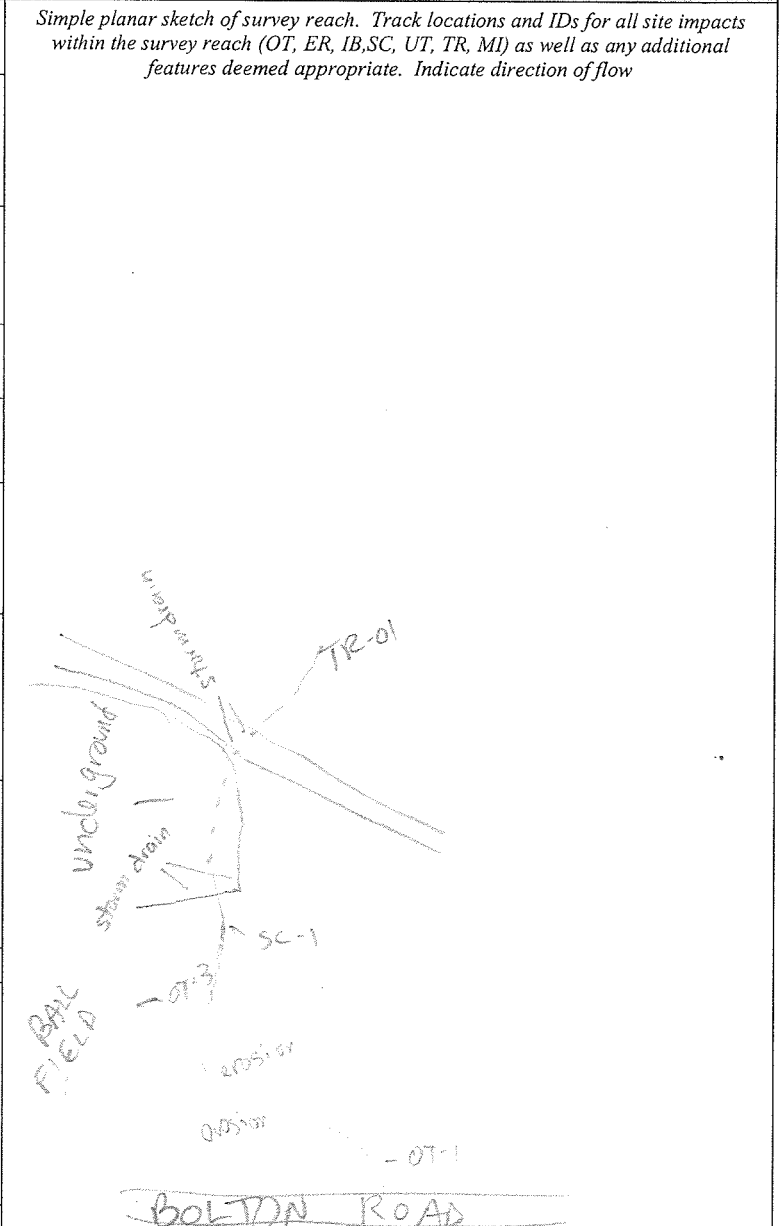 Simple planar sketch of survey reach. Track locations and IDs for all site impacts
within the survey reach (OT, ER, IB,SC, UT, TR, MI) as well as any additional
features deemed appropriate. Indicate direction of flow
storm drain
TR-01
underground
storm drain
SC-1
OT-3
BALL
FIELD
erosion
erosion
OT-1
BOLTON ROAD